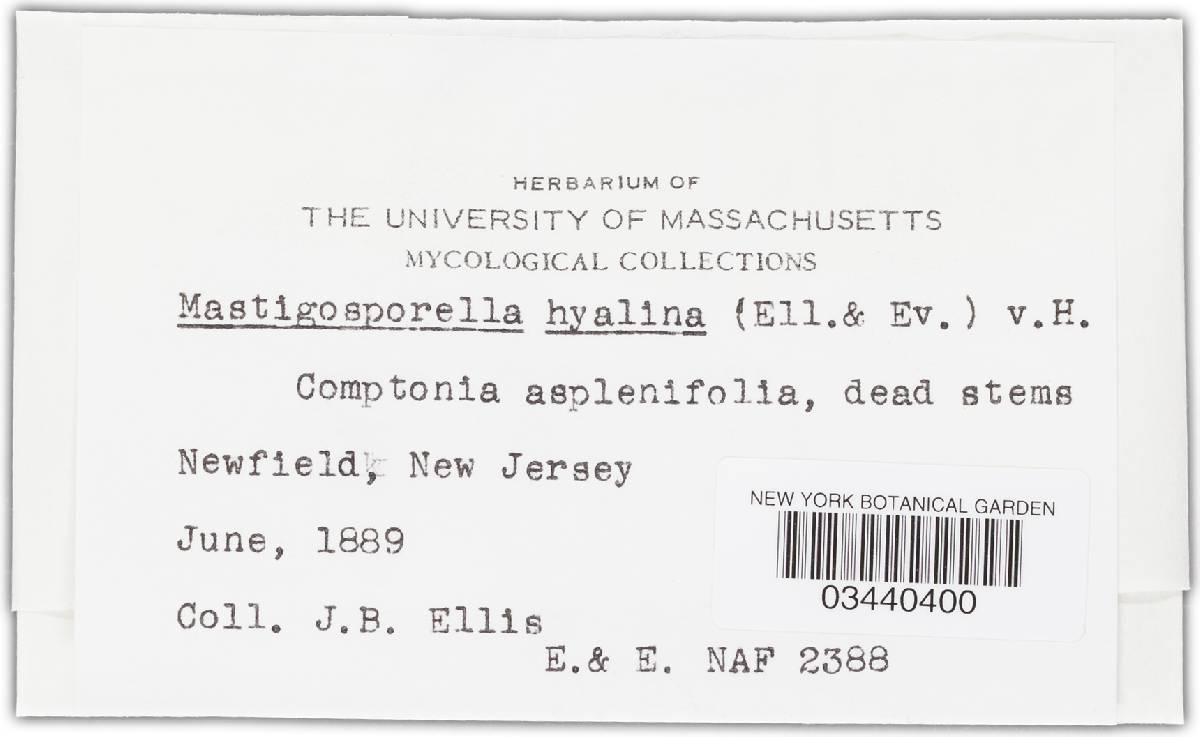 HERBARIUM OF
THE UNIVERSITY OF MASSACHUSETTS
MYCOLOGICAL COLLECTIONS
Mastigosporella hyalina (Ell.& Ev.) v.H.
Comptonia asplenifolia, dead stems
Newfield, New Jersey
June, 1889
Coll. J.B. Ellis
E.& E. NAF 2388
NEW YORK BOTANICAL GARDEN
03440400